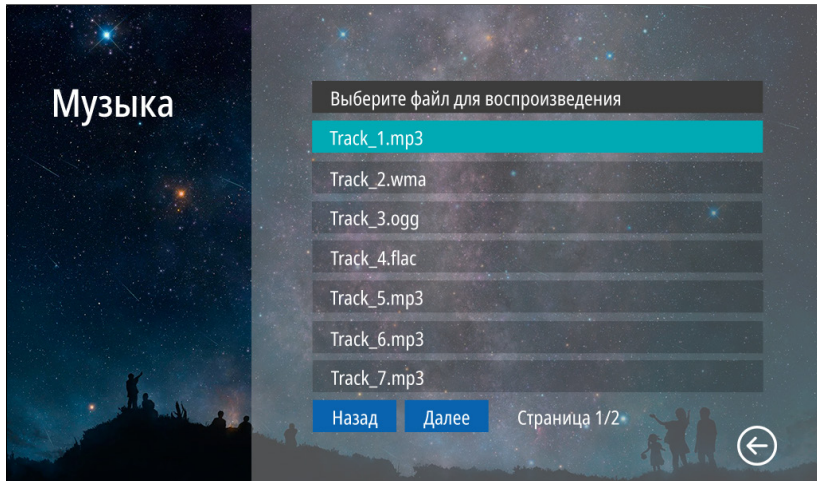 Музыка
Выберите файл для воспроизведения
Track_1.mp3
Track_2.wma
Track_3.ogg
Track_4.flac
Track_5.mp3
Track_6.mp3
Track_7.mp3
Назад Далее Страница 1/2